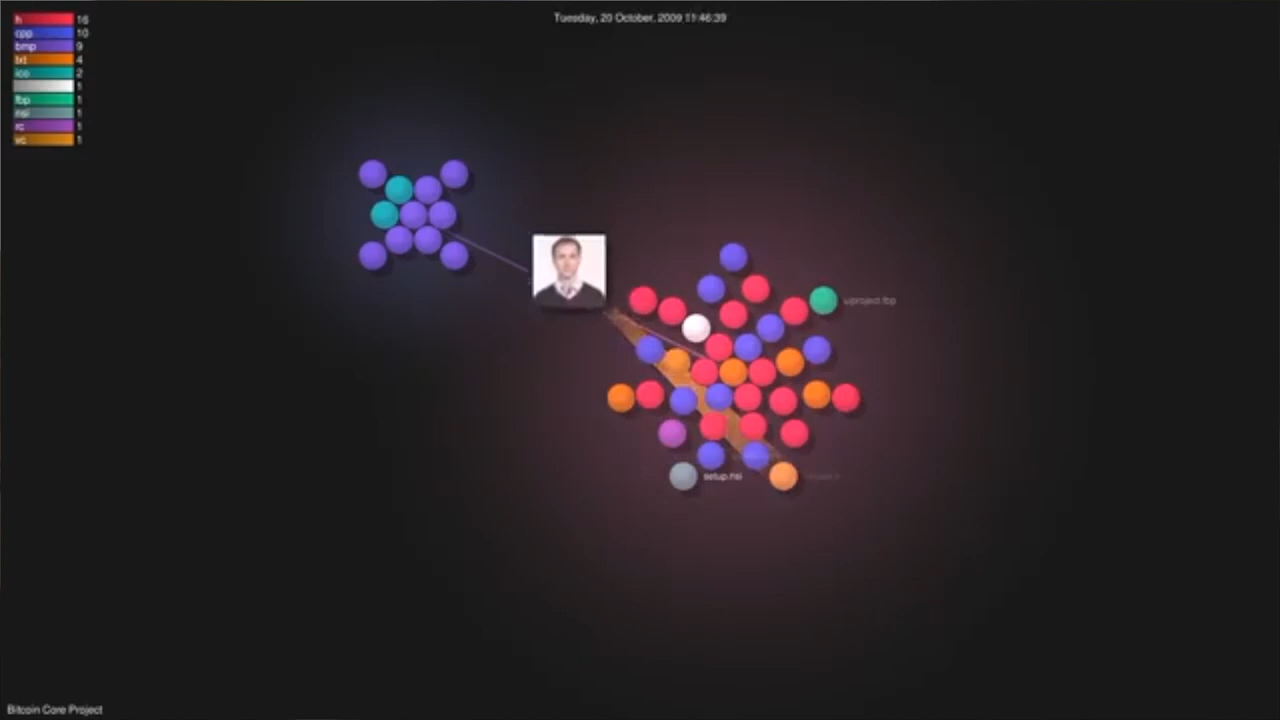 h 16
cpp 10
bmp 9
txt 4
ico 2
1
fbp 1
nsi 1
rc 1
vc 1
Tuesday, 20 October, 2009 11:46:39
uiproject.fbp
setup.nsi
Bitcoin Core Project